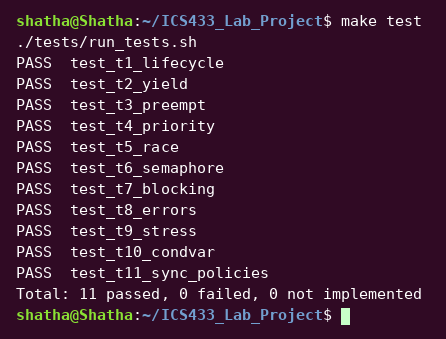 shatha@Shatha:~/ICS433_Lab_Project$ make test
./tests/run_tests.sh
PASS  test_t1_lifecycle
PASS  test_t2_yield
PASS  test_t3_preempt
PASS  test_t4_priority
PASS  test_t5_race
PASS  test_t6_semaphore
PASS  test_t7_blocking
PASS  test_t8_errors
PASS  test_t9_stress
PASS  test_t10_condvar
PASS  test_t11_sync_policies
Total: 11 passed, 0 failed, 0 not implemented
shatha@Shatha:~/ICS433_Lab_Project$